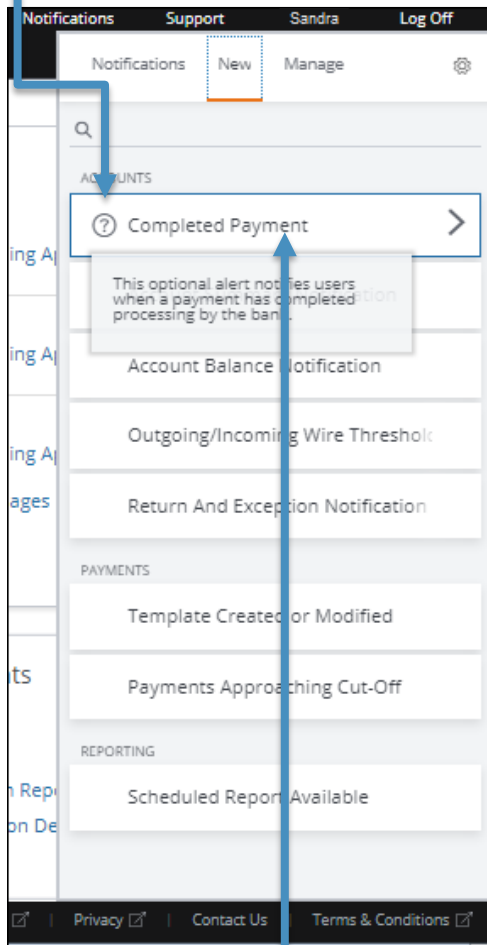 Notifications Support Sandra Log Off
Notifications New Manage
ACCOUNTS
Completed Payment
This optional alert notifies users
when a payment has completed
processing by the bank.
ing A
Account Balance Notification
ing A
Outgoing/Incoming Wire Threshold
ing A
ages
Return And Exception Notification
PAYMENTS
Template Created or Modified
nts
Payments Approaching Cut-Off
REPORTING
n Rep
Scheduled Report Available
on De
Privacy | Contact Us | Terms & Conditions